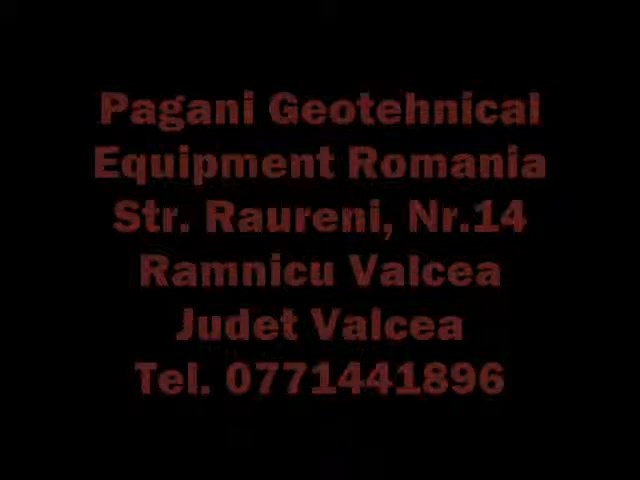 Pagani Geotehnical
Equipment Romania
Str. Raureni, Nr.14
Ramnicu Valcea
Judet Valcea
Tel. 0771441896